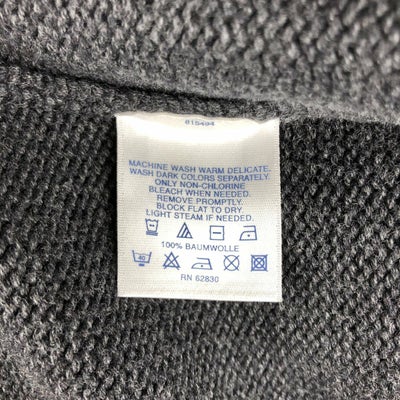 815494
MACHINE WASH WARM DELICATE.
WASH DARK COLORS SEPARATELY.
ONLY NON-CHLORINE
BLEACH WHEN NEEDED.
REMOVE PROMPTLY.
BLOCK FLAT TO DRY.
LIGHT STEAM IF NEEDED.
100% BAUMWOLLE
40
RN 62830